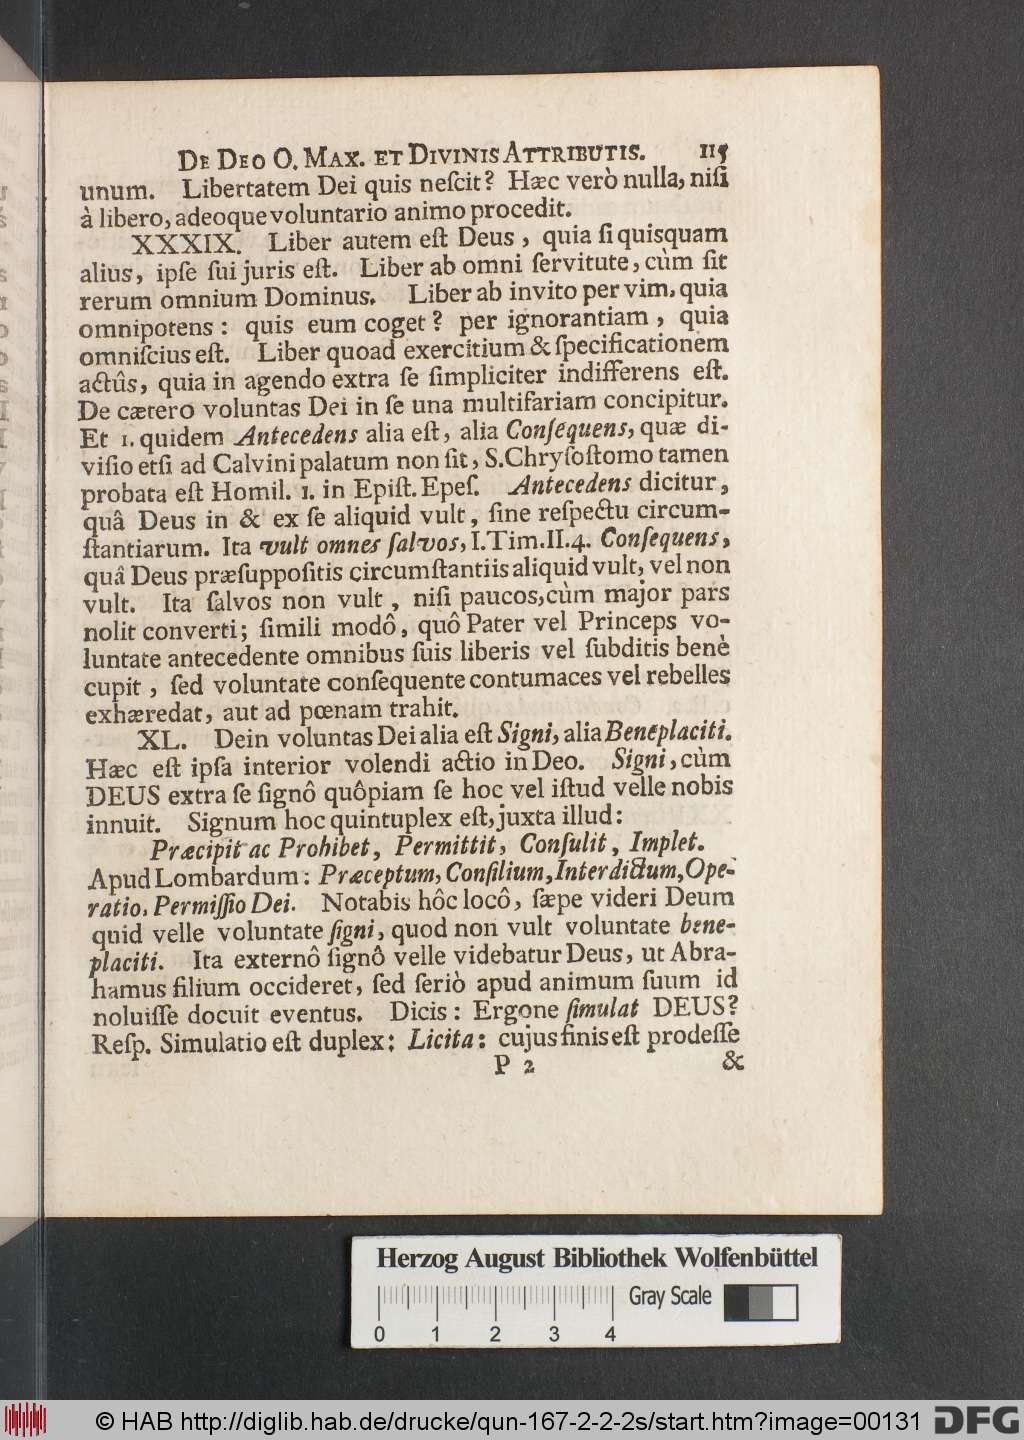 DE DEO O. MAX. ET DIVINIS ATTRIBUTIS. 115
unum. Libertatem Dei quis neſcit? Hæc verò nulla, niſi
à libero, adeoque voluntario animo procedit.
XXXIX. Liber autem eſt Deus, quia ſi quisquam
alius, ipſe ſui juris eſt. Liber ab omni ſervitute, cùm ſit
rerum omnium Dominus. Liber ab invito per vim, quia
omnipotens: quis eum coget? per ignorantiam, quia
omniſcius eſt. Liber quoad exercitium & ſpecificationem
actûs, quia in agendo extra ſe ſimpliciter indifferens eſt.
De cætero voluntas Dei in ſe una multifariam concipitur.
Et 1. quidem Antecedens alia eſt, alia Conſequens, quæ di-
viſio etſi ad Calvini palatum non ſit, S. Chryſoſtomo tamen
probata eſt Homil. 1. in Epiſt. Epeſ. Antecedens dicitur,
quâ Deus in & ex ſe aliquid vult, ſine reſpectu circum-
ſtantiarum. Ita vult omnes ſalvos, I. Tim. II. 4. Conſequens,
quâ Deus præsuppoſitis circumſtantiis aliquid vult, vel non
vult. Ita ſalvos non vult, niſi paucos, cùm major pars
nolit converti; ſimili modô, quô Pater vel Princeps vo-
luntate antecedente omnibus ſuis liberis vel ſubditis benè
cupit, ſed voluntate conſequente contumaces vel rebelles
exhæredat, aut ad pœnam trahit.
XL. Dein voluntas Dei alia eſt Signi, alia Beneplaciti.
Hæc eſt ipſa interior volendi actio in Deo. Signi, cùm
DEUS extra ſe ſignô quôpiam ſe hoc vel iſtud velle nobis
innuit. Signum hoc quintuplex eſt, juxta illud:
Præcipit ac Prohibet, Permittit, Conſulit, Implet.
Apud Lombardum: Præceptum, Conſilium, Interdictum, Ope-
ratio, Permiſſio Dei. Notabis hôc locô, ſæpe videri Deum
quid velle voluntate ſigni, quod non vult voluntate bene-
placiti. Ita externô ſignô velle videbatur Deus, ut Abra-
hamus filium occideret, ſed ſeriò apud animum ſuum id
noluiſſe docuit eventus. Dicis: Ergone ſimulat DEUS?
Reſp. Simulatio eſt duplex: Licita: cujus finis eſt prodeſſe
P 2 &
Herzog August Bibliothek Wolfenbüttel
Gray Scale
0 1 2 3 4
© HAB http://diglib.hab.de/drucke/qun-167-2-2-2s/start.htm?image=00131 DFG